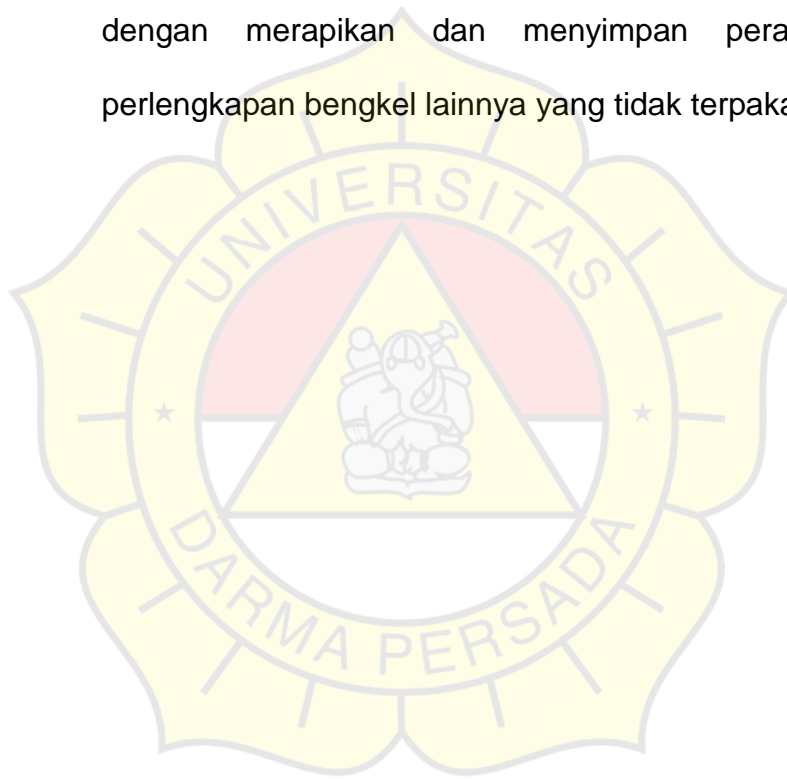 dengan merapikan dan menyimpan pera
perlengkapan bengkel lainnya yang tidak terpaka
UNIVERSITAS
DARMA PERSADA